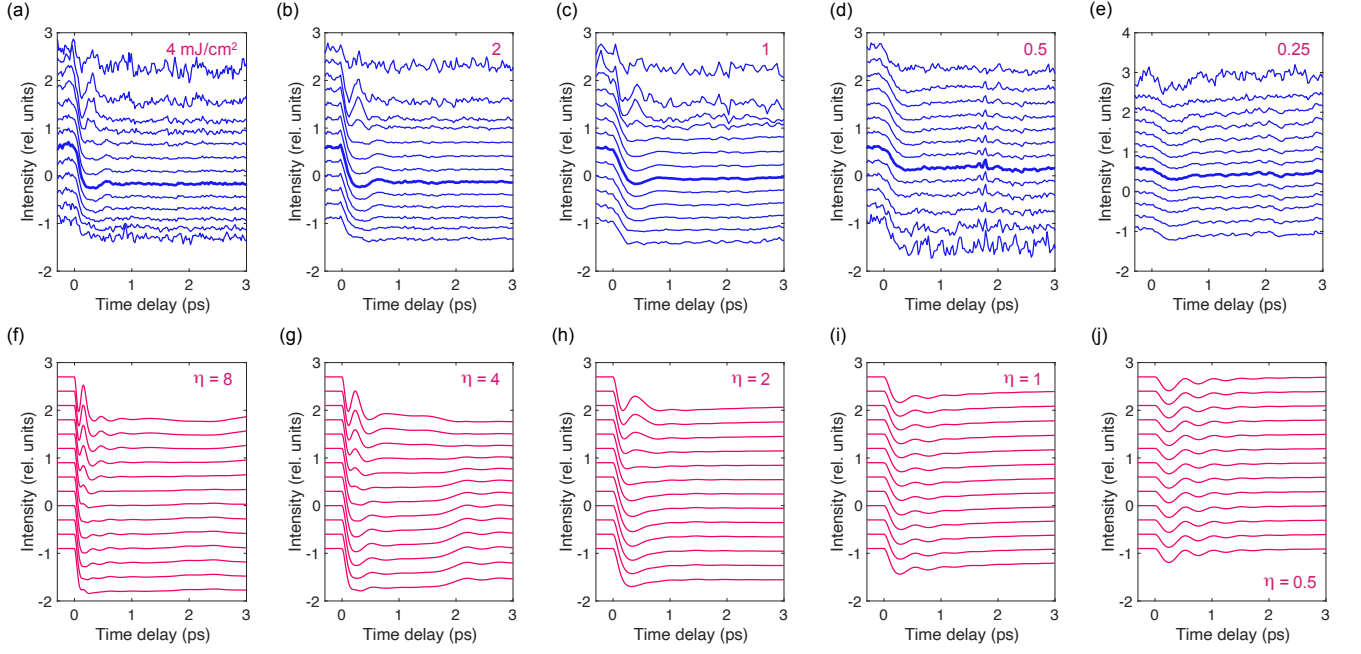 (a)
(b)
(c)
(d)
(e)
4 mJ/cm²
2
1
0.5
0.25
3
2
1
0
-1
-2
Intensity (rel. units)
0
1
2
3
Time delay (ps)
3
2
1
0
-1
-2
Intensity (rel. units)
0
1
2
3
Time delay (ps)
3
2
1
0
-1
-2
Intensity (rel. units)
0
1
2
3
Time delay (ps)
3
2
1
0
-1
-2
Intensity (rel. units)
0
1
2
3
Time delay (ps)
4
3
2
1
0
-1
-2
Intensity (rel. units)
0
1
2
3
Time delay (ps)
(f)
(g)
(h)
(i)
(j)
η = 8
η = 4
η = 2
η = 1
η = 0.5
3
2
1
0
-1
-2
Intensity (rel. units)
0
1
2
3
Time delay (ps)
3
2
1
0
-1
-2
Intensity (rel. units)
0
1
2
3
Time delay (ps)
3
2
1
0
-1
-2
Intensity (rel. units)
0
1
2
3
Time delay (ps)
3
2
1
0
-1
-2
Intensity (rel. units)
0
1
2
3
Time delay (ps)
3
2
1
0
-1
-2
Intensity (rel. units)
0
1
2
3
Time delay (ps)